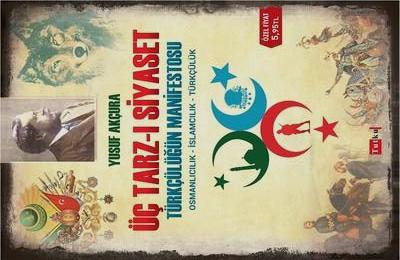 ÖZEL FİYAT
5,95TL
YUSUF AKÇURA
ÜÇ TARZ-I SİYASET
TÜRKÇÜLÜĞÜN MANİFESTOSU
OSMANLICILIK - İSLAMCILIK - TÜRKÇÜLÜK
Tutku